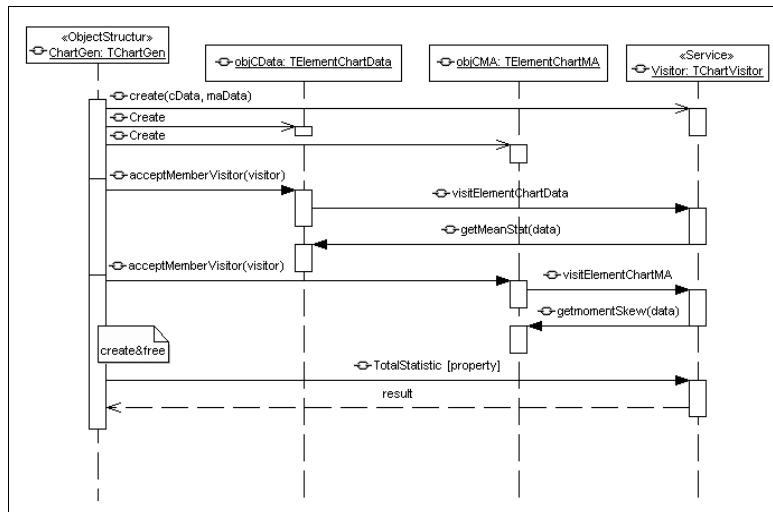 «ObjectStructur»
ChartGen: TChartGen
objCData: TElementChartData
objCMA: TElementChartMA
«Service»
Visitor: TChartVisitor
create(cData, maData)
Create
Create
acceptMemberVisitor(visitor)
visitElementChartData
getMeanStat(data)
acceptMemberVisitor(visitor)
visitElementChartMA
getmomentSkew(data)
create&free
TotalStatistic [property]
result